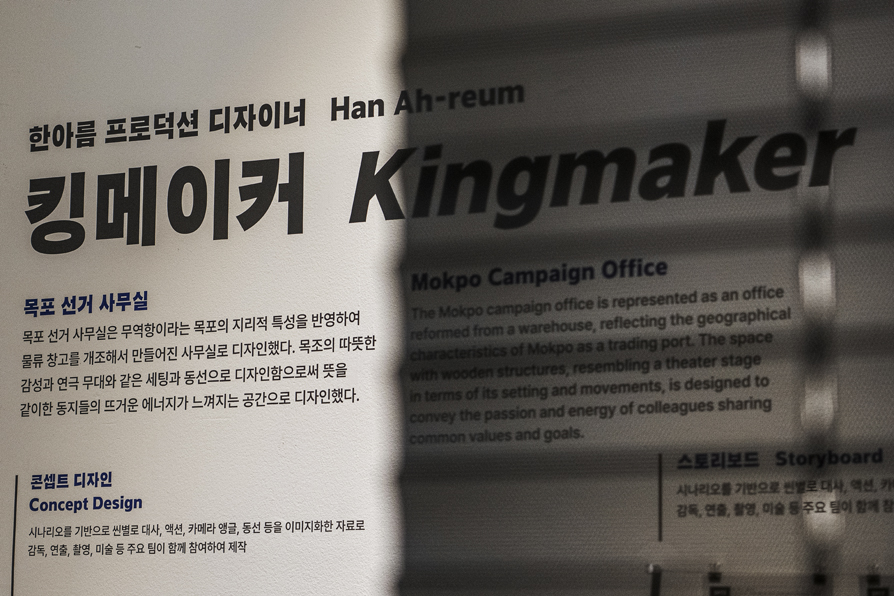 한아름 프로덕션 디자이너 Han Ah-reum
킹메이커 Kingmaker
목포 선거 사무실
목포 선거 사무실은 무역항이라는 목포의 지리적 특성을 반영하여
물류 창고를 개조해서 만들어진 사무실로 디자인했다. 목조의 따뜻한
감성과 연극 무대와 같은 세팅과 동선으로 디자인함으로써 뜻을
같이한 동지들의 뜨거운 에너지가 느껴지는 공간으로 디자인했다.
Mokpo Campaign Office
The Mokpo campaign office is represented as an office
reformed from a warehouse, reflecting the geographical
characteristics of Mokpo as a trading port. The space
with wooden structures, resembling a theater stage
in terms of its setting and movements, is designed to
convey the passion and energy of colleagues sharing
common values and goals.
콘셉트 디자인
Concept Design
시나리오를 기반으로 씬별로 대사, 액션, 카메라 앵글, 동선 등을 이미지화한 자료로
감독, 연출, 촬영, 미술 등 주요 팀이 함께 참여하여 제작
스토리보드 Storyboard
시나리오를 기반으로 씬별로 대사, 액션,
감독, 연출, 촬영, 미술 등 주요 팀이 함께